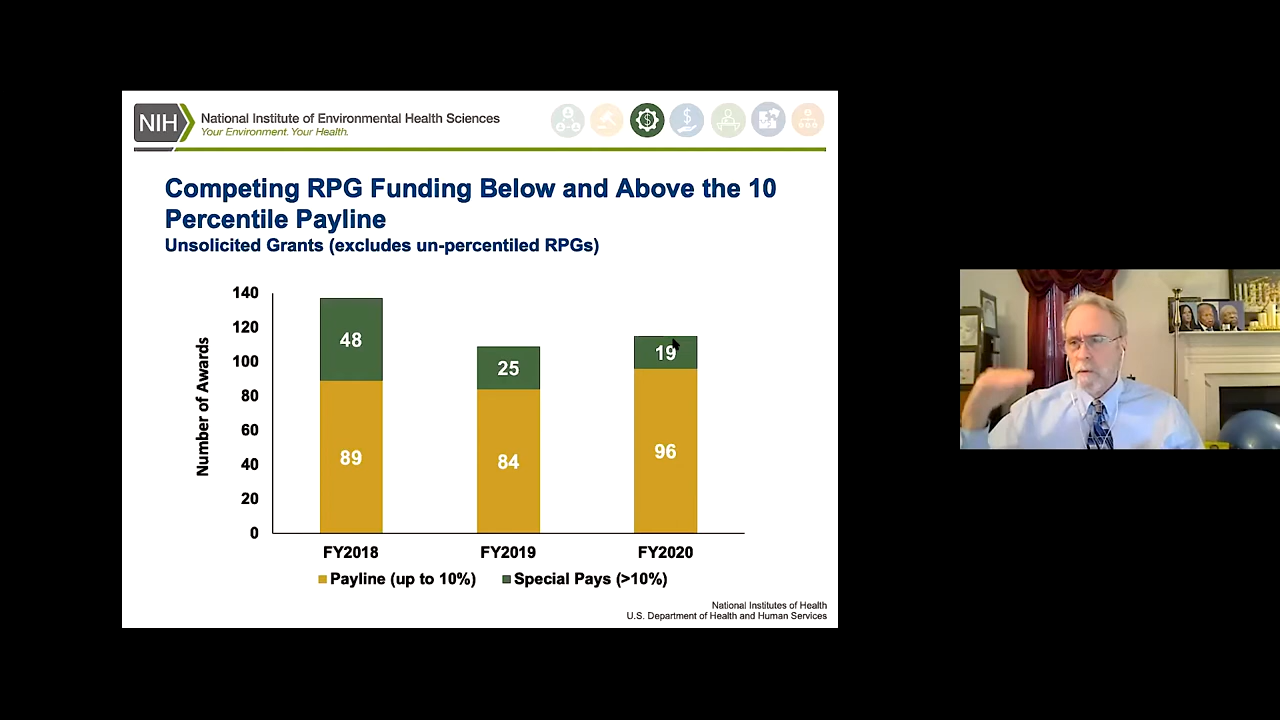 NIH
National Institute of Environmental Health Sciences
Your Environment. Your Health.
Competing RPG Funding Below and Above the 10
Percentile Payline
Unsolicited Grants (excludes un-percentiled RPGs)
Number of Awards
140
120
100
80
60
40
20
0
48
89
25
84
19
96
FY2018
FY2019
FY2020
Payline (up to 10%)
Special Pays (>10%)
National Institutes of Health
U.S. Department of Health and Human Services